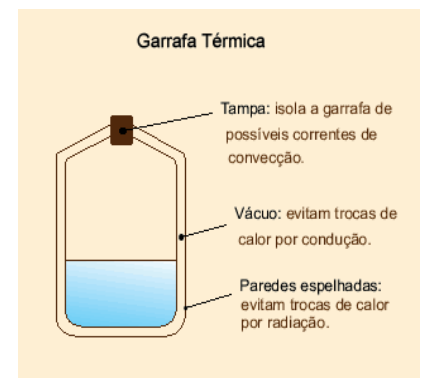 Garrafa Térmica
Tampa: isola a garrafa de
possíveis correntes de
convecção.
Vácuo: evitam trocas de
calor por condução.
Paredes espelhadas:
evitam trocas de calor
por radiação.